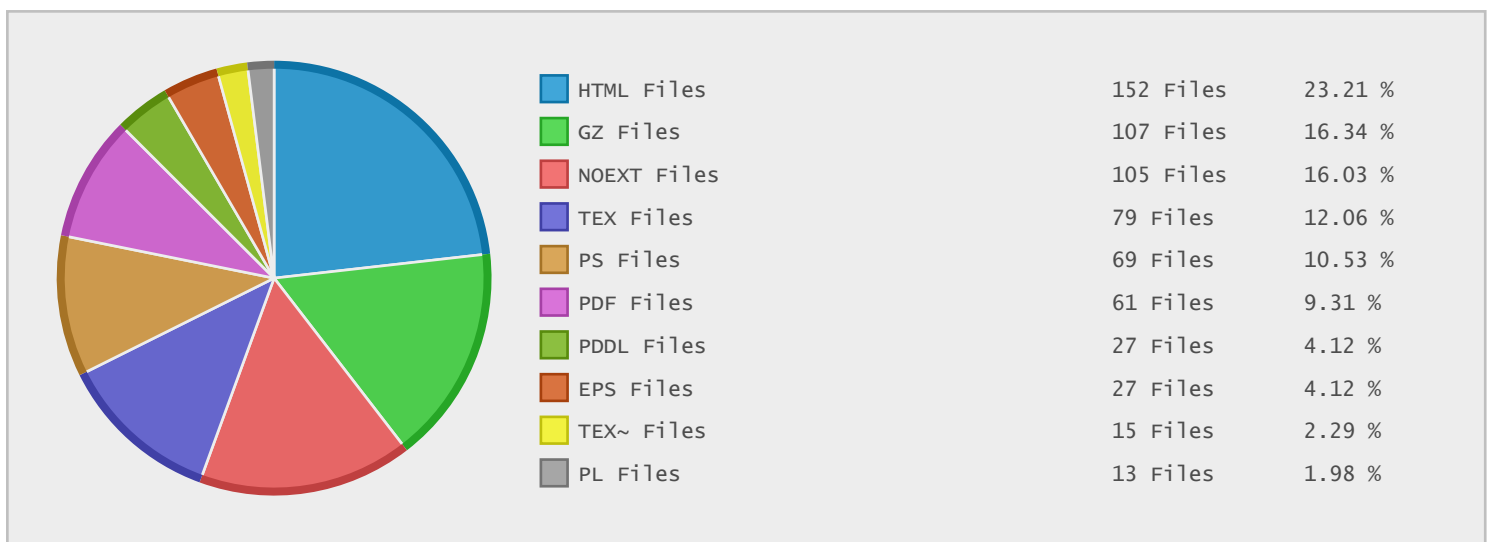 HTML Files 152 Files 23.21 %
GZ Files 107 Files 16.34 %
NOEXT Files 105 Files 16.03 %
TEX Files 79 Files 12.06 %
PS Files 69 Files 10.53 %
PDF Files 61 Files 9.31 %
PDDL Files 27 Files 4.12 %
EPS Files 27 Files 4.12 %
TEX~ Files 15 Files 2.29 %
PL Files 13 Files 1.98 %